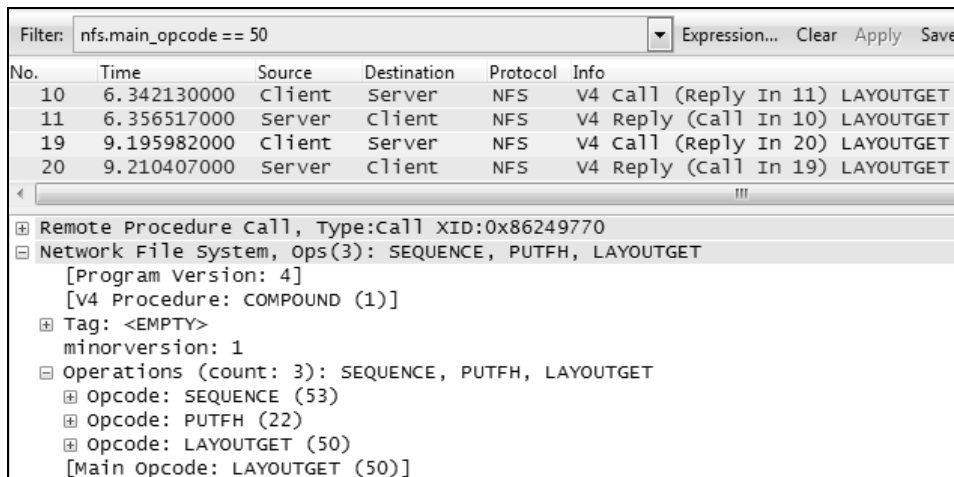 Filter: nfs.main_opcode == 50 Expression... Clear Apply Save
No. Time Source Destination Protocol Info
10 6.342130000 Client Server NFS V4 Call (Reply In 11) LAYOUTGET
11 6.356517000 Server Client NFS V4 Reply (Call In 10) LAYOUTGET
19 9.195982000 Client Server NFS V4 Call (Reply In 20) LAYOUTGET
20 9.210407000 Server Client NFS V4 Reply (Call In 19) LAYOUTGET
Remote Procedure Call, Type:Call XID:0x86249770
Network File System, Ops(3): SEQUENCE, PUTFH, LAYOUTGET
[Program Version: 4]
[V4 Procedure: COMPOUND (1)]
Tag: <EMPTY>
minorversion: 1
Operations (count: 3): SEQUENCE, PUTFH, LAYOUTGET
Opcode: SEQUENCE (53)
Opcode: PUTFH (22)
Opcode: LAYOUTGET (50)
[Main Opcode: LAYOUTGET (50)]